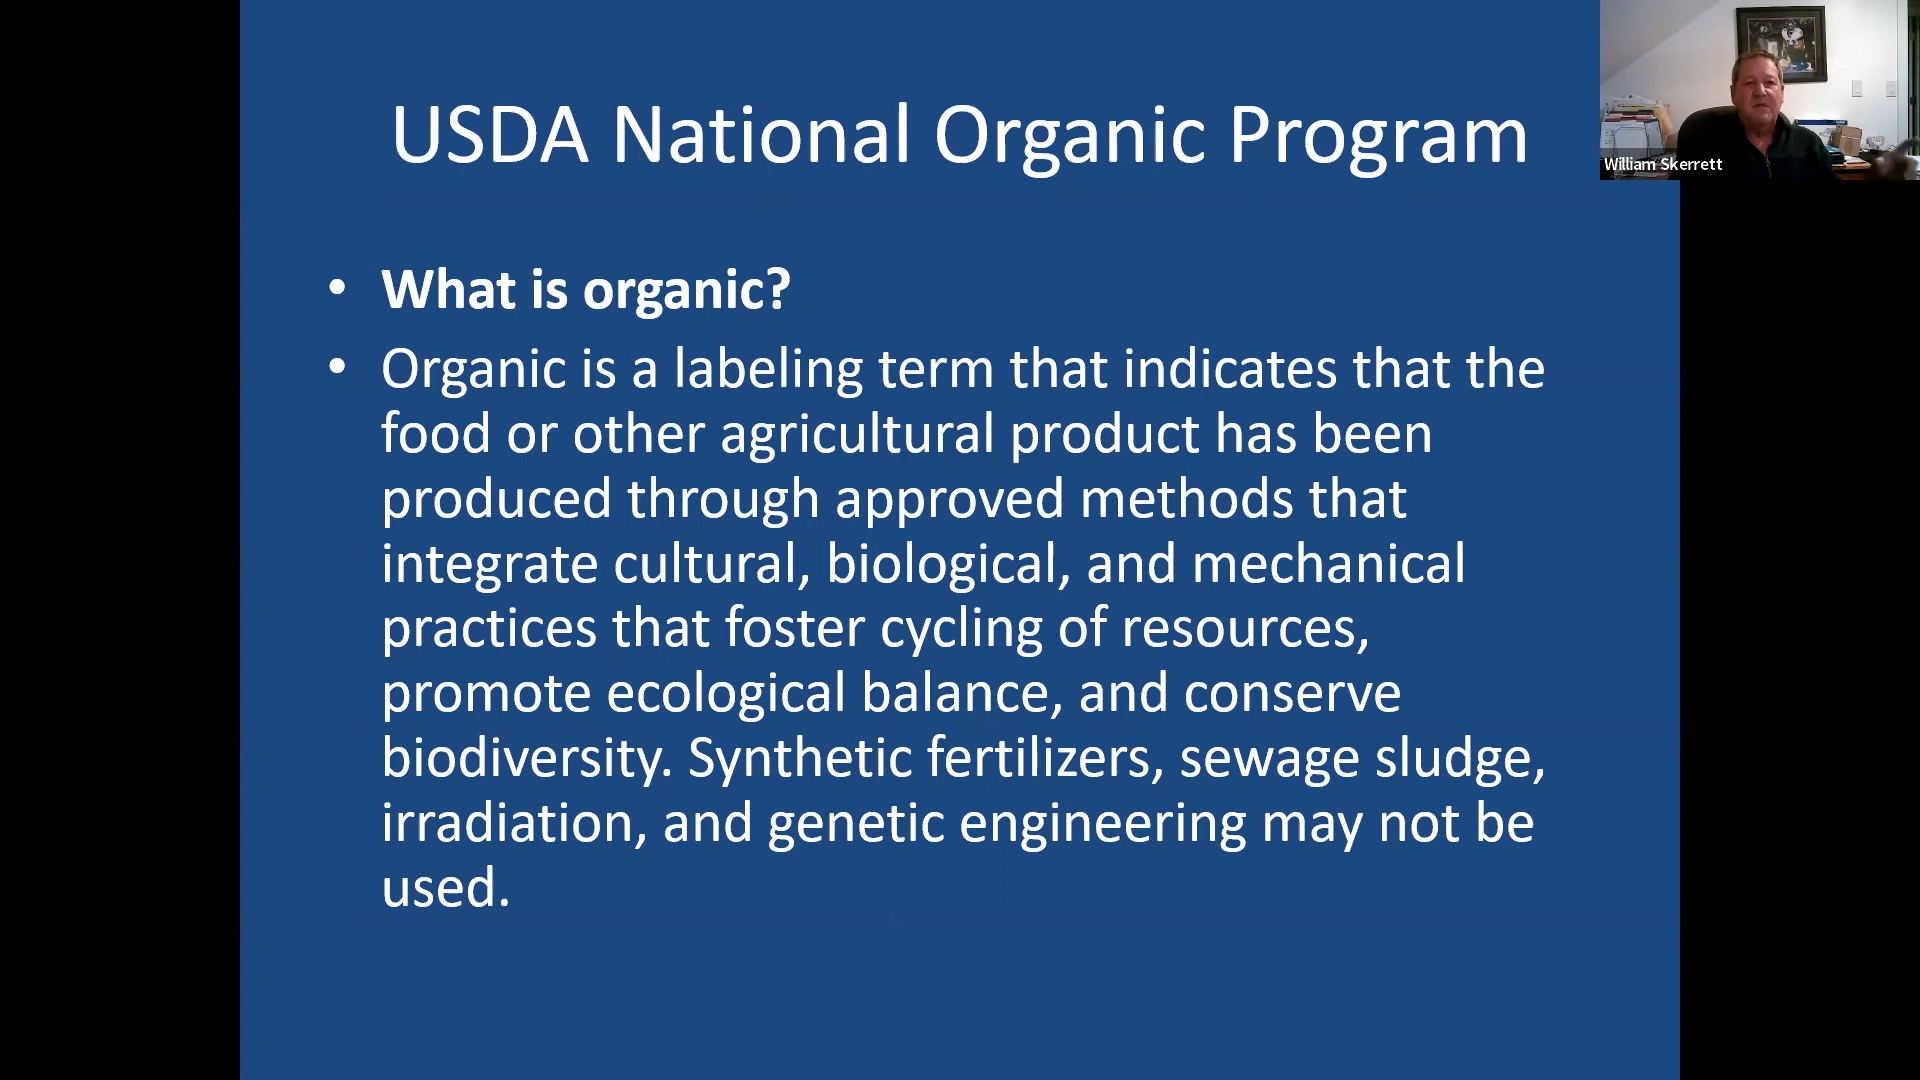 USDA National Organic Program
William Skerrett
• What is organic?
• Organic is a labeling term that indicates that the
food or other agricultural product has been
produced through approved methods that
integrate cultural, biological, and mechanical
practices that foster cycling of resources,
promote ecological balance, and conserve
biodiversity. Synthetic fertilizers, sewage sludge,
irradiation, and genetic engineering may not be
used.